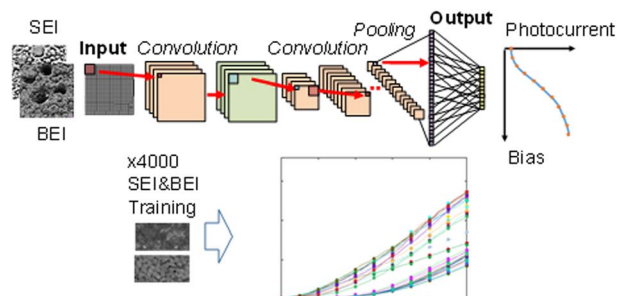 SEI
BEI
Input
Convolution
Convolution
Pooling
Output
Photocurrent
Bias
x4000
SEI&BEI
Training